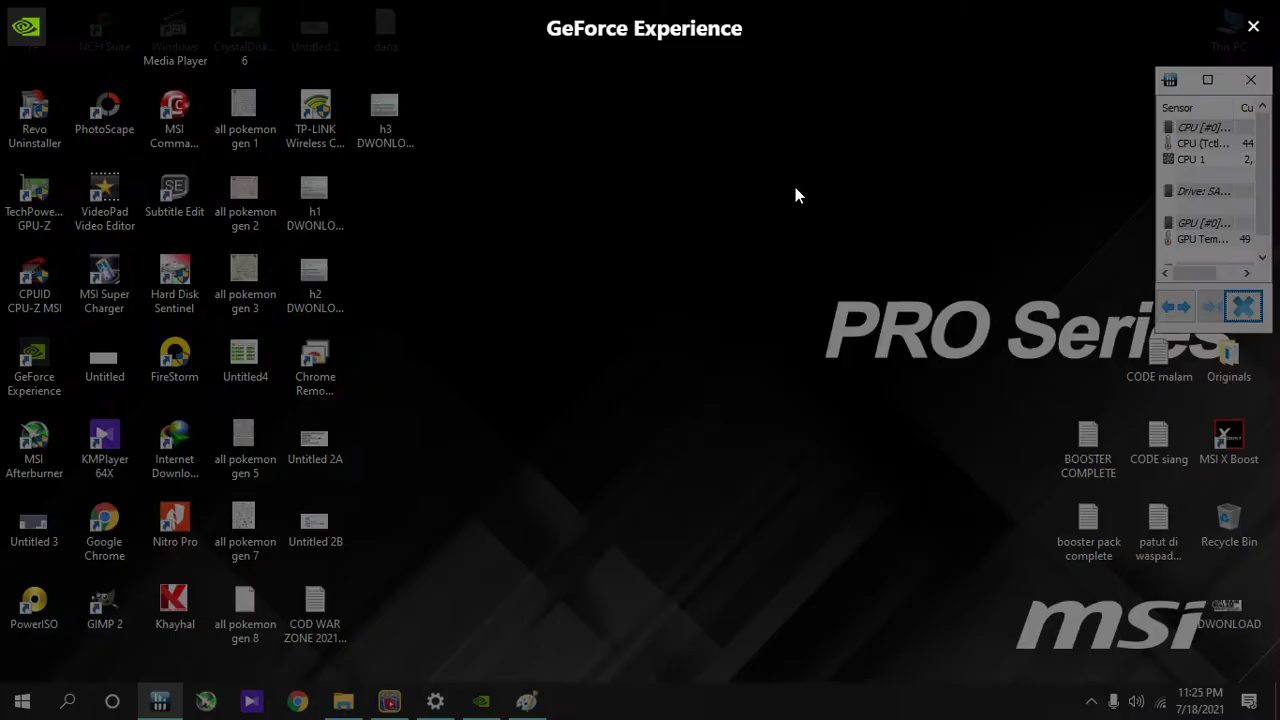 GeForce Experience
NCH Suite
Windows
Media Player
CrystalDisk...
6
Untitled 2
dana
This PC
Revo
Uninstaller
PhotoScape
MSI
Comma...
all pokemon
gen 1
TP-LINK
Wireless C...
h3
DWONLO...
TechPowe...
GPU-Z
VideoPad
Video Editor
Subtitle Edit
all pokemon
gen 2
h1
DWONLO...
CPUID
CPU-Z MSI
MSI Super
Charger
Hard Disk
Sentinel
all pokemon
gen 3
h2
DWONLO...
GeForce
Experience
Untitled
FireStorm
Untitled4
Chrome
Remo...
MSI
Afterburner
KMPlayer
64X
Internet
Downlo...
all pokemon
gen 5
Untitled 2A
Untitled 3
Google
Chrome
Nitro Pro
all pokemon
gen 7
Untitled 2B
PowerISO
GIMP 2
Khayhal
all pokemon
gen 8
COD WAR
ZONE 2021...
Sensor
Cu
CPU [#0]...
CPU (Tctl...
44
CPU 1
2,
Drive: SA...
GPU [#0]...
GPU Tem...
49
PRO Series
CODE malam
Originals
BOOSTER
COMPLETE
CODE siang
MSI X Boost
booster pack
complete
patut di
waspad...
Recycle Bin
msi
DWONLOAD
11:25 PM
7/18/2021